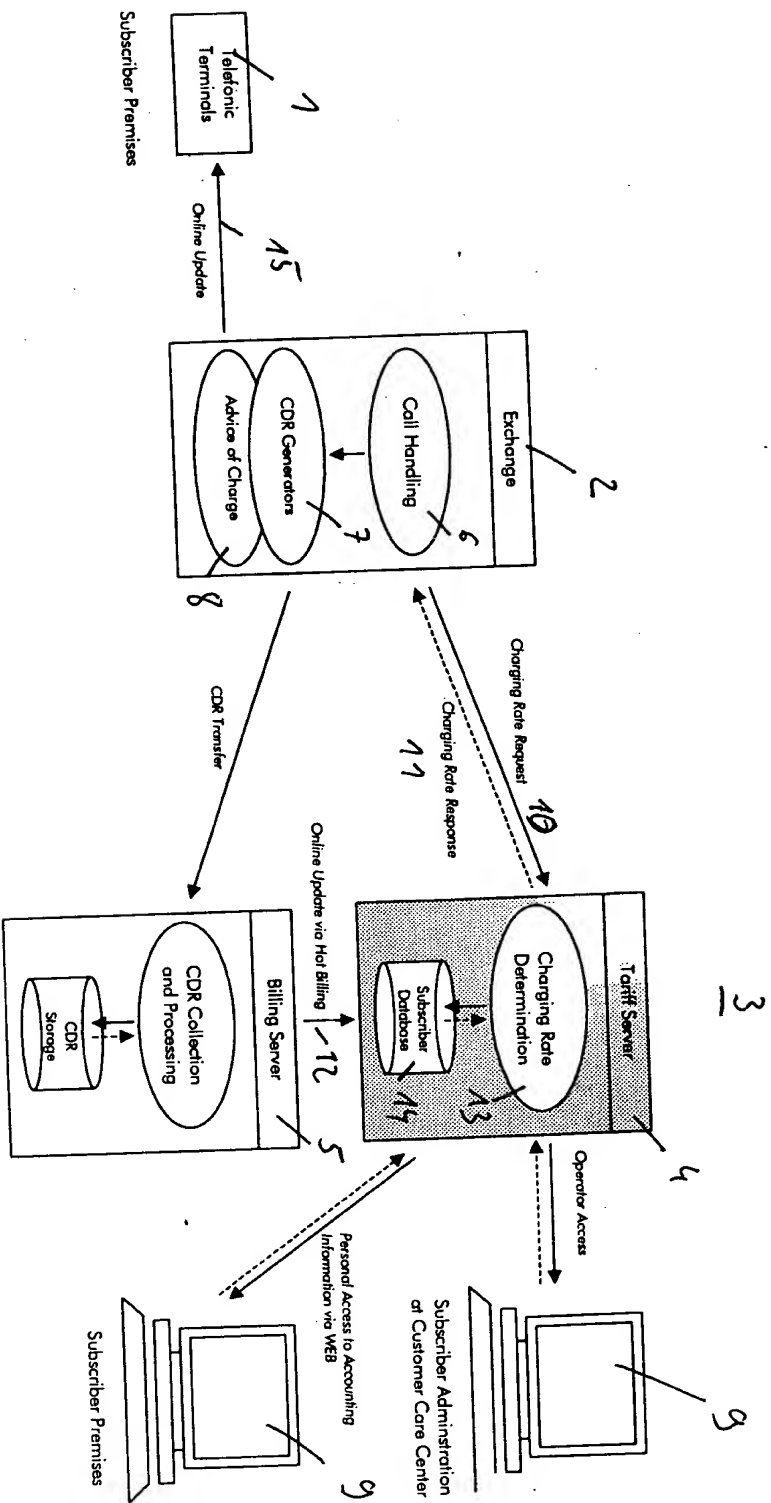 3
Exchange
2
Call Handling
6
CDR Generators
7
Advice of Charge
8
Telefonic
Terminals
1
Subscriber Premises
Online Update
15
Charging Rate Request
10
Charging Rate Response
11
CDR Transfer
Tariff Server
4
Charging Rate
Determination
13
Subscriber
Database
14
Online Update via Hot Billing
12
Billing Server
5
CDR Collection
and Processing
CDR
Storage
Operator Access
9
Subscriber Adminstration
at Customer Care Center
Personal Access to Accounting
Information via WEB
9
Subscriber Premises